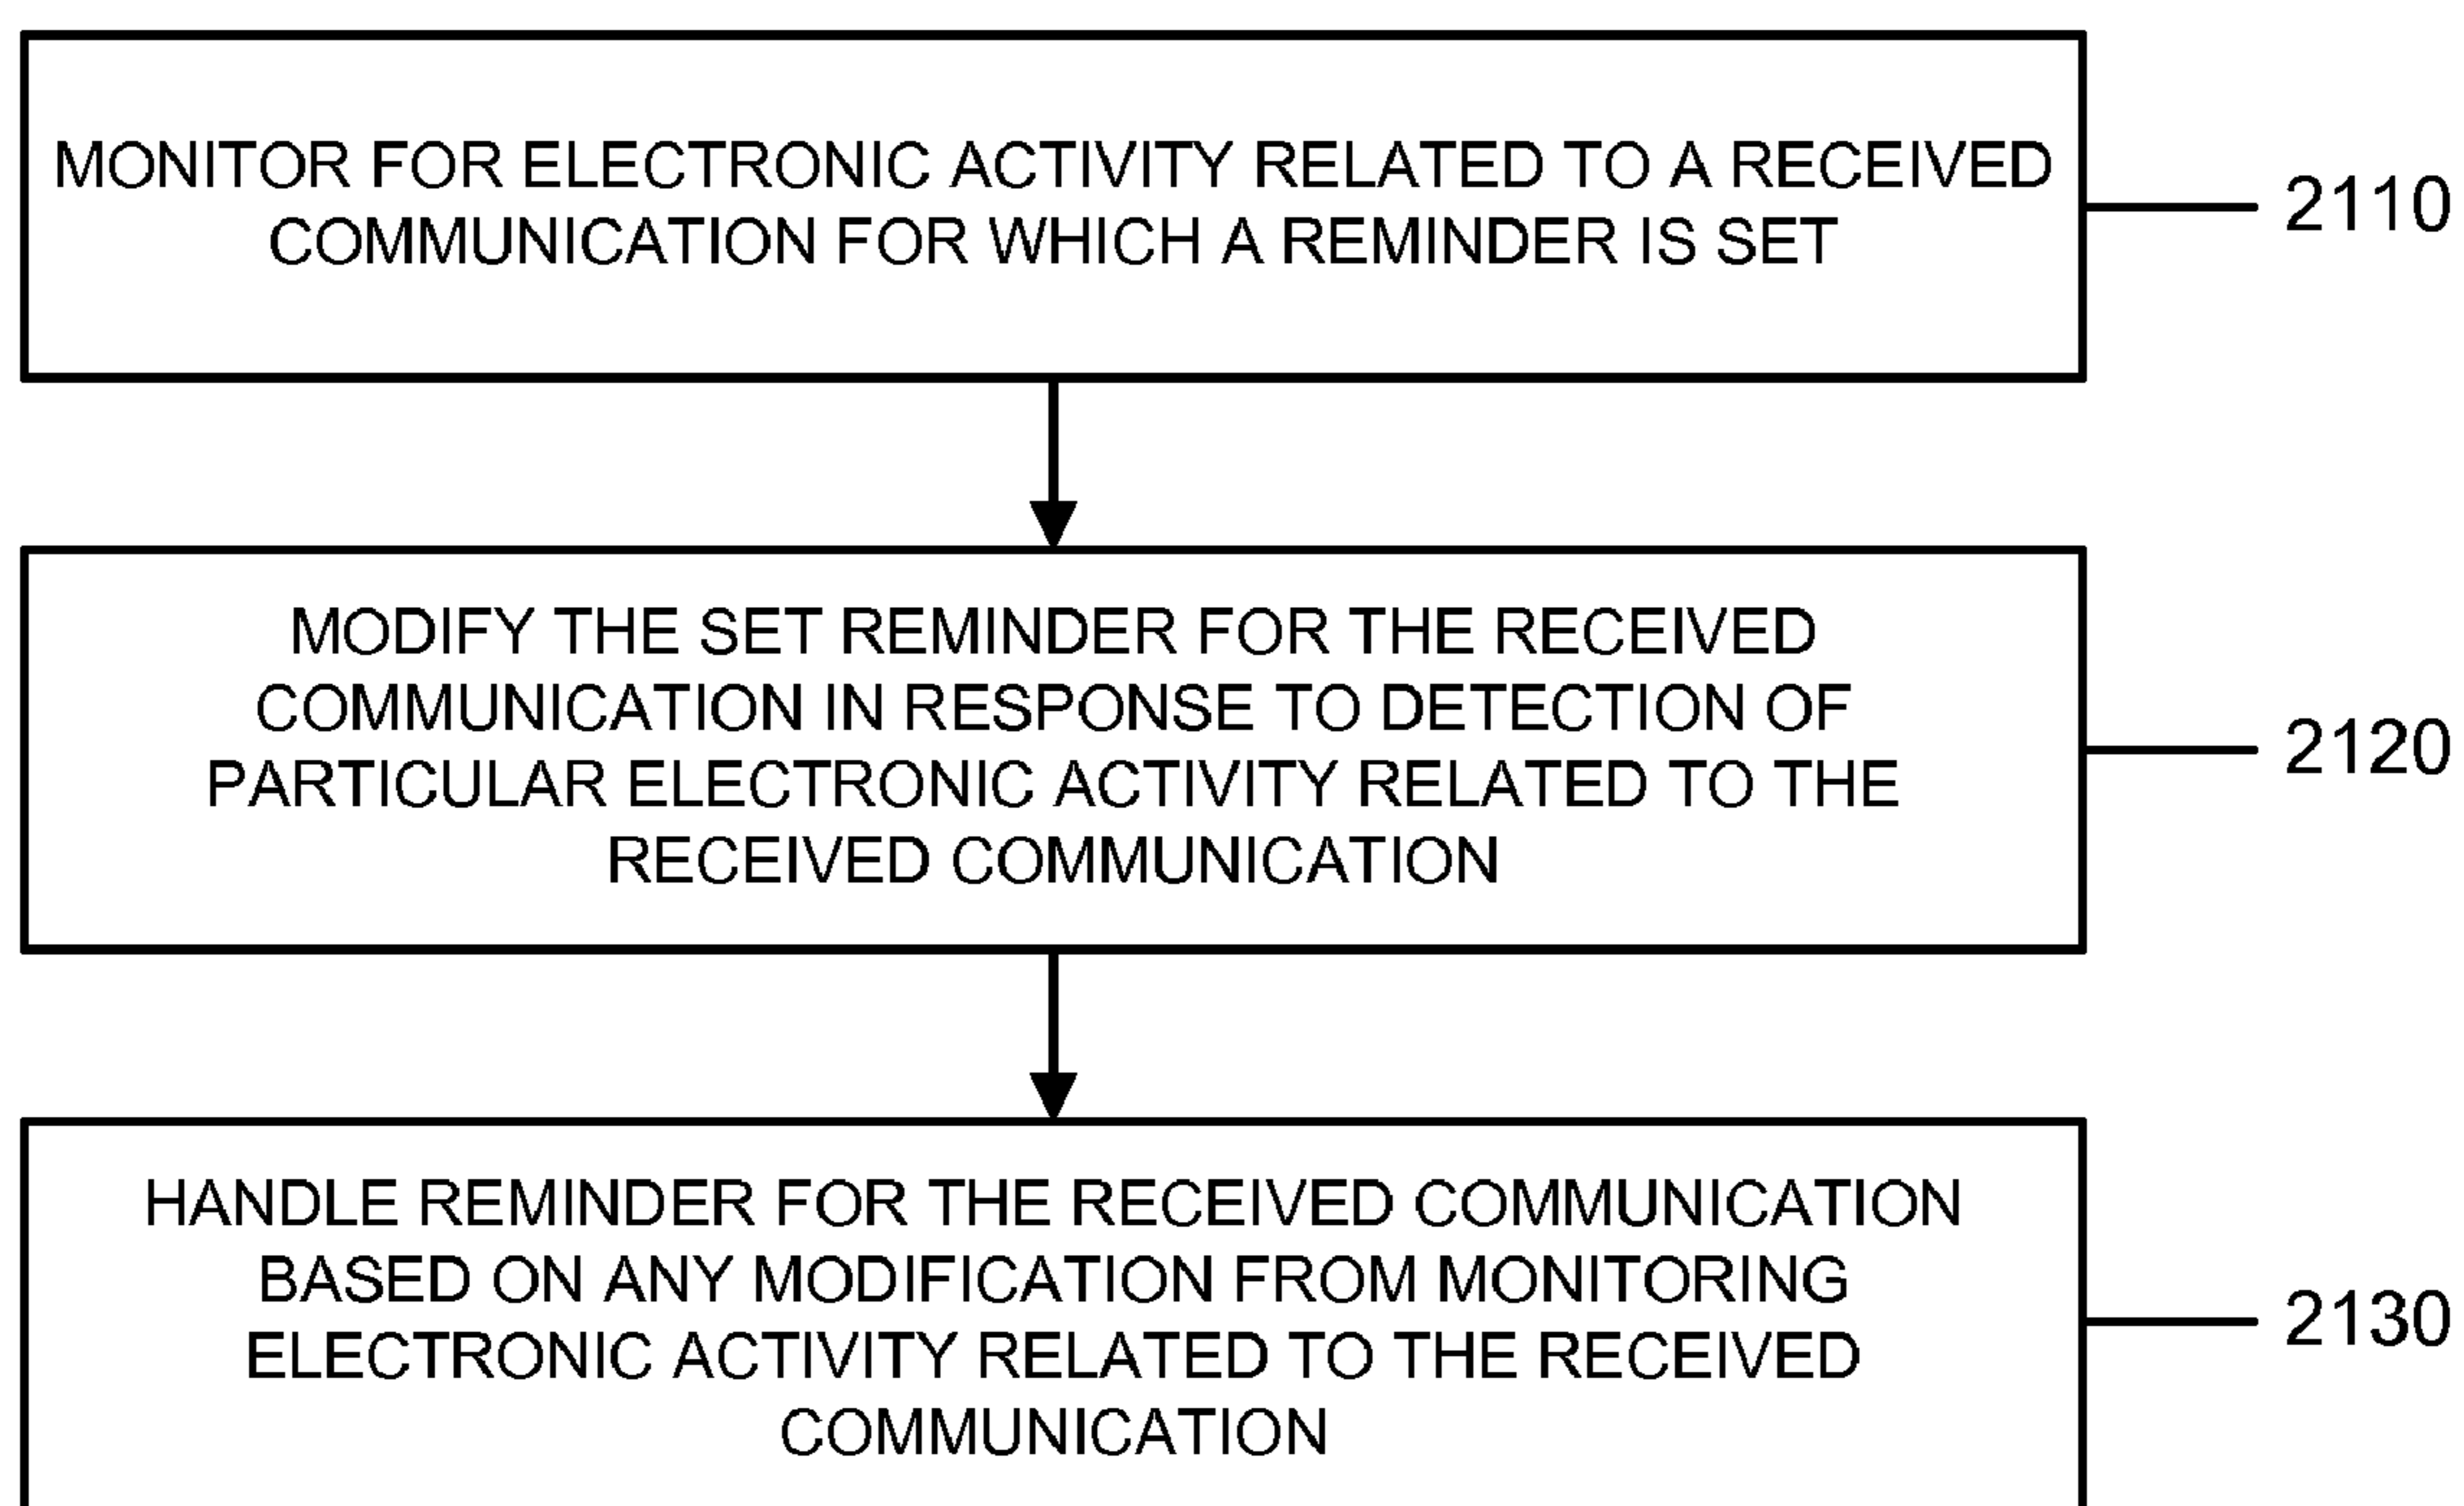 MONITOR FOR ELECTRONIC ACTIVITY RELATED TO A RECEIVED
COMMUNICATION FOR WHICH A REMINDER IS SET
2110
MODIFY THE SET REMINDER FOR THE RECEIVED
COMMUNICATION IN RESPONSE TO DETECTION OF
PARTICULAR ELECTRONIC ACTIVITY RELATED TO THE
RECEIVED COMMUNICATION
2120
HANDLE REMINDER FOR THE RECEIVED COMMUNICATION
BASED ON ANY MODIFICATION FROM MONITORING
ELECTRONIC ACTIVITY RELATED TO THE RECEIVED
COMMUNICATION
2130